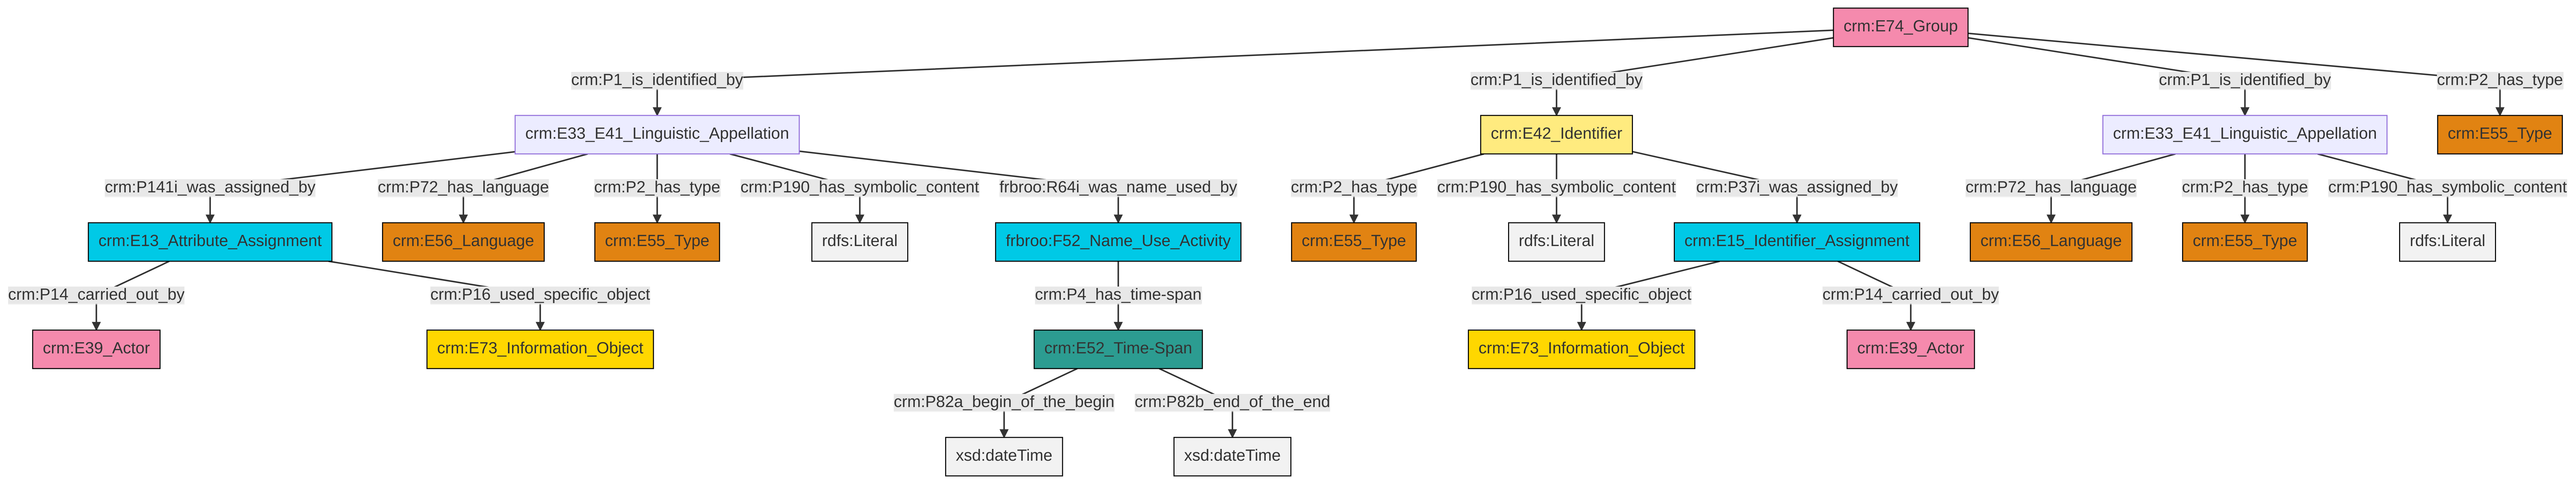 crm:E74_Group
crm:P1_is_identified_by
crm:P1_is_identified_by
crm:P1_is_identified_by
crm:P2_has_type
crm:E33_E41_Linguistic_Appellation
crm:E42_Identifier
crm:E33_E41_Linguistic_Appellation
crm:E55_Type
crm:P141i_was_assigned_by
crm:P72_has_language
crm:P2_has_type
crm:P190_has_symbolic_content
frbroo:R64i_was_name_used_by
crm:P2_has_type
crm:P190_has_symbolic_content
crm:P37i_was_assigned_by
crm:P72_has_language
crm:P2_has_type
crm:P190_has_symbolic_content
crm:E13_Attribute_Assignment
crm:E56_Language
crm:E55_Type
rdfs:Literal
frbroo:F52_Name_Use_Activity
crm:E55_Type
rdfs:Literal
crm:E15_Identifier_Assignment
crm:E56_Language
crm:E55_Type
rdfs:Literal
crm:P14_carried_out_by
crm:P16_used_specific_object
crm:P4_has_time-span
crm:P16_used_specific_object
crm:P14_carried_out_by
crm:E39_Actor
crm:E73_Information_Object
crm:E52_Time-Span
crm:E73_Information_Object
crm:E39_Actor
crm:P82a_begin_of_the_begin
crm:P82b_end_of_the_end
xsd:dateTime
xsd:dateTime